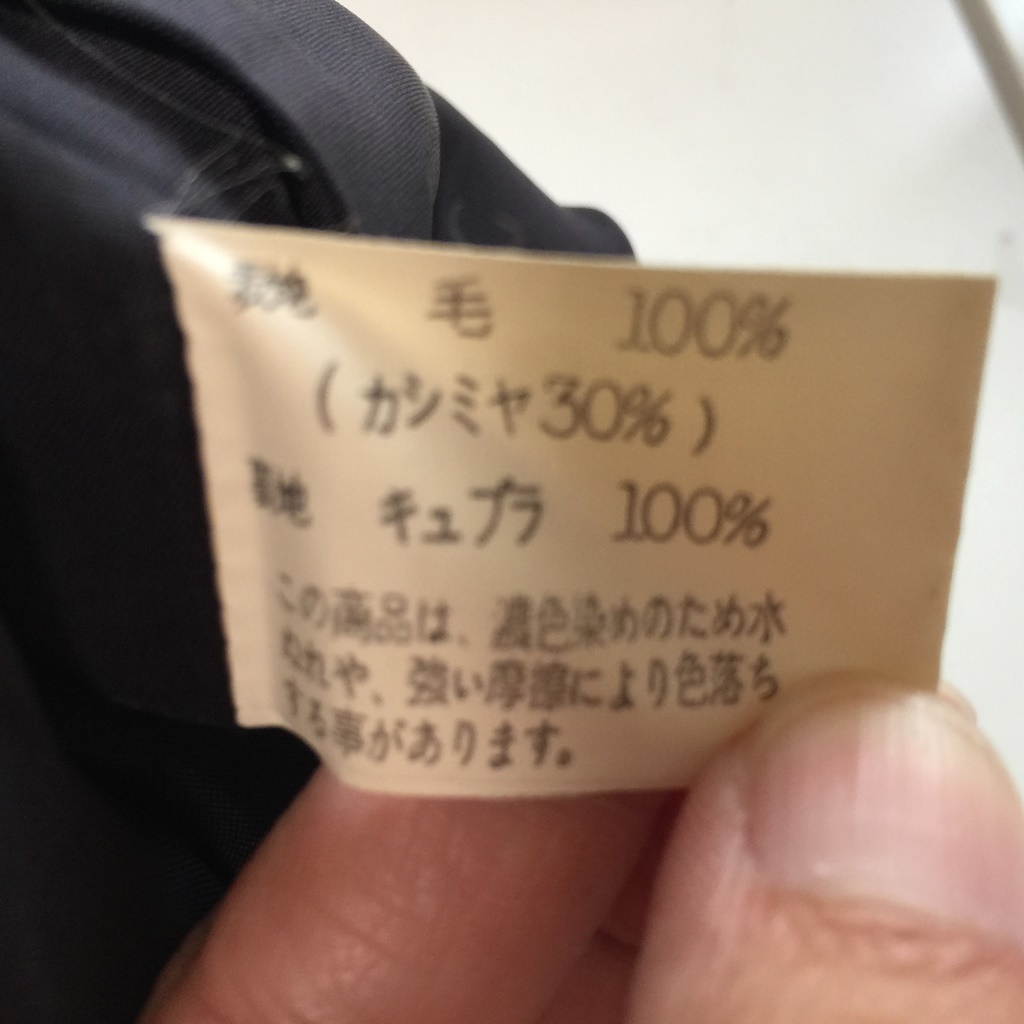 表地 毛 100%
(カシミヤ30%)
裏地 キュプラ 100%
この商品は、濃色染めのため水
ぬれや、強い摩擦により色落ち
する事があります。